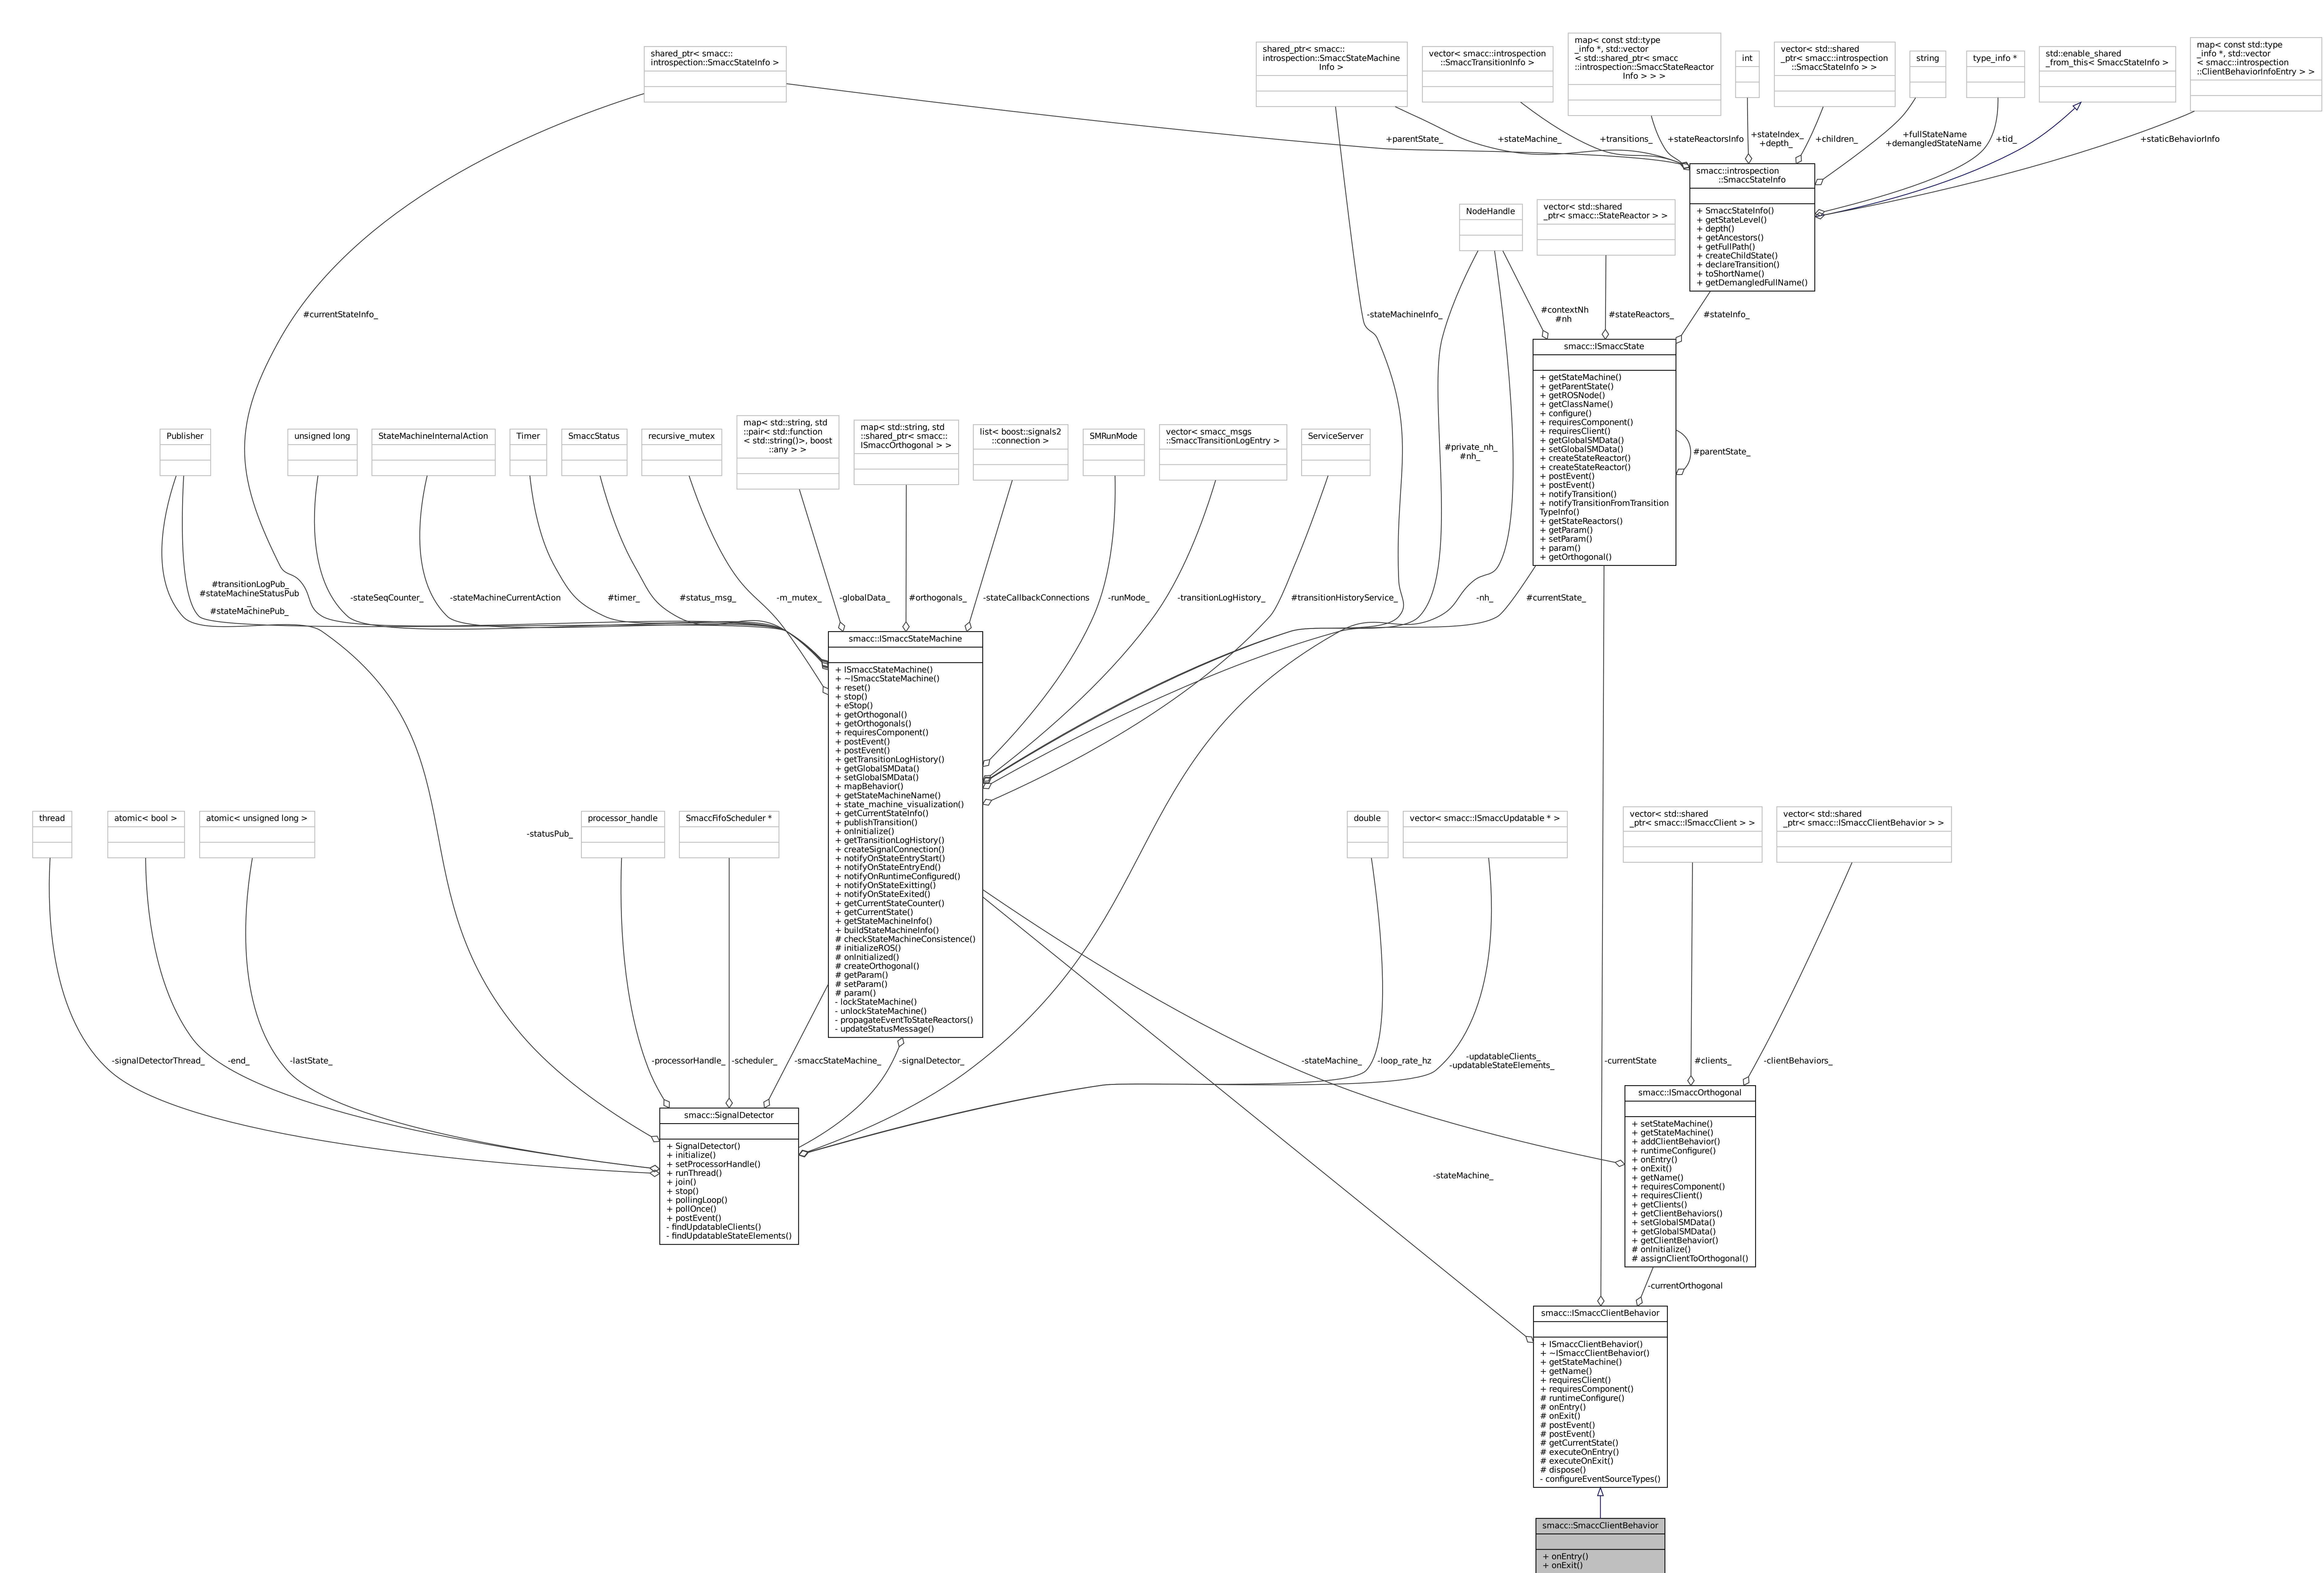 shared_ptr< smacc::
introspection::SmaccStateInfo >
shared_ptr< smacc::
introspection::SmaccStateMachine
Info >
vector< smacc::introspection
::SmaccTransitionInfo >
map< const std::type
_info *, std::vector
< std::shared_ptr< smacc
::introspection::SmaccStateReactor
Info > > >
int
vector< std::shared
_ptr< smacc::introspection
::SmaccStateInfo > >
string
type_info *
std::enable_shared
_from_this< SmaccStateInfo >
map< const std::type
_info *, std::vector
< smacc::introspection
::ClientBehaviorInfoEntry > >
+parentState_
+stateMachine_
+transitions_
+stateReactorsInfo
+stateIndex_
+depth_
+children_
+fullStateName
+demangledStateName
+tid_
+staticBehaviorInfo
smacc::introspection
::SmaccStateInfo
+ SmaccStateInfo()
+ getStateLevel()
+ depth()
+ getAncestors()
+ getFullPath()
+ createChildState()
+ declareTransition()
+ toShortName()
+ getDemangledFullName()
NodeHandle
vector< std::shared
_ptr< smacc::StateReactor > >
#currentStateInfo_
-stateMachineInfo_
#contextNh
#nh
#stateReactors_
#stateInfo_
smacc::ISmaccState
+ getStateMachine()
+ getParentState()
+ getROSNode()
+ getClassName()
+ configure()
+ requiresComponent()
+ requiresClient()
+ getGlobalSMData()
+ setGlobalSMData()
+ createStateReactor()
+ createStateReactor()
+ postEvent()
+ postEvent()
+ notifyTransition()
+ notifyTransitionFromTransition
TypeInfo()
+ getStateReactors()
+ getParam()
+ setParam()
+ param()
+ getOrthogonal()
#parentState_
Publisher
unsigned long
StateMachineInternalAction
Timer
SmaccStatus
recursive_mutex
map< std::string, std
::pair< std::function
< std::string()>, boost
::any > >
map< std::string, std
::shared_ptr< smacc::
ISmaccOrthogonal > >
list< boost::signals2
::connection >
SMRunMode
vector< smacc_msgs
::SmaccTransitionLogEntry >
ServiceServer
#private_nh_
#nh_
#transitionLogPub_
#stateMachineStatusPub
_
#stateMachinePub_
-stateSeqCounter_
-stateMachineCurrentAction
#timer_
#status_msg_
-m_mutex_
-globalData_
#orthogonals_
-stateCallbackConnections
-runMode_
-transitionLogHistory_
#transitionHistoryService_
-nh_
#currentState_
smacc::ISmaccStateMachine
+ ISmaccStateMachine()
+ ~ISmaccStateMachine()
+ reset()
+ stop()
+ eStop()
+ getOrthogonal()
+ getOrthogonals()
+ requiresComponent()
+ postEvent()
+ postEvent()
+ getTransitionLogHistory()
+ getGlobalSMData()
+ setGlobalSMData()
+ mapBehavior()
+ getStateMachineName()
+ state_machine_visualization()
+ getCurrentStateInfo()
+ publishTransition()
+ onInitialize()
+ getTransitionLogHistory()
+ createSignalConnection()
+ notifyOnStateEntryStart()
+ notifyOnStateEntryEnd()
+ notifyOnRuntimeConfigured()
+ notifyOnStateExitting()
+ notifyOnStateExited()
+ getCurrentStateCounter()
+ getCurrentState()
+ getStateMachineInfo()
+ buildStateMachineInfo()
# checkStateMachineConsistence()
# initializeROS()
# onInitialized()
# createOrthogonal()
# getParam()
# setParam()
# param()
- lockStateMachine()
- unlockStateMachine()
- propagateEventToStateReactors()
- updateStatusMessage()
thread
atomic< bool >
atomic< unsigned long >
-statusPub_
processor_handle
SmaccFifoScheduler *
double
vector< smacc::ISmaccUpdatable * >
vector< std::shared
_ptr< smacc::ISmaccClient > >
vector< std::shared
_ptr< smacc::ISmaccClientBehavior > >
-signalDetectorThread_
-end_
-lastState_
-processorHandle_
-scheduler_
-smaccStateMachine_
-signalDetector_
-stateMachine_
-loop_rate_hz
-updatableClients_
-updatableStateElements_
-currentState
#clients_
-clientBehaviors_
smacc::SignalDetector
+ SignalDetector()
+ initialize()
+ setProcessorHandle()
+ runThread()
+ join()
+ stop()
+ pollingLoop()
+ pollOnce()
+ postEvent()
- findUpdatableClients()
- findUpdatableStateElements()
smacc::ISmaccOrthogonal
+ setStateMachine()
+ getStateMachine()
+ addClientBehavior()
+ runtimeConfigure()
+ onEntry()
+ onExit()
+ getName()
+ requiresComponent()
+ requiresClient()
+ getClients()
+ getClientBehaviors()
+ setGlobalSMData()
+ getGlobalSMData()
+ getClientBehavior()
# onInitialize()
# assignClientToOrthogonal()
-stateMachine_
-currentOrthogonal
smacc::ISmaccClientBehavior
+ ISmaccClientBehavior()
+ ~ISmaccClientBehavior()
+ getStateMachine()
+ getName()
+ requiresClient()
+ requiresComponent()
# runtimeConfigure()
# onEntry()
# onExit()
# postEvent()
# postEvent()
# getCurrentState()
# executeOnEntry()
# executeOnExit()
# dispose()
- configureEventSourceTypes()
smacc::SmaccClientBehavior
+ onEntry()
+ onExit()